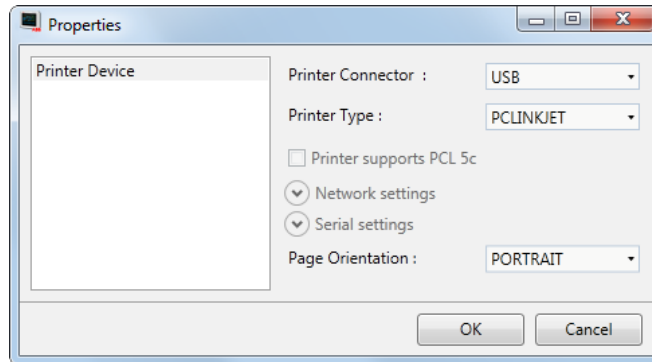 Properties
Printer Device
Printer Connector :
USB
Printer Type :
PCLINKJET
Printer supports PCL 5c
Network settings
Serial settings
Page Orientation :
PORTRAIT
OK
Cancel